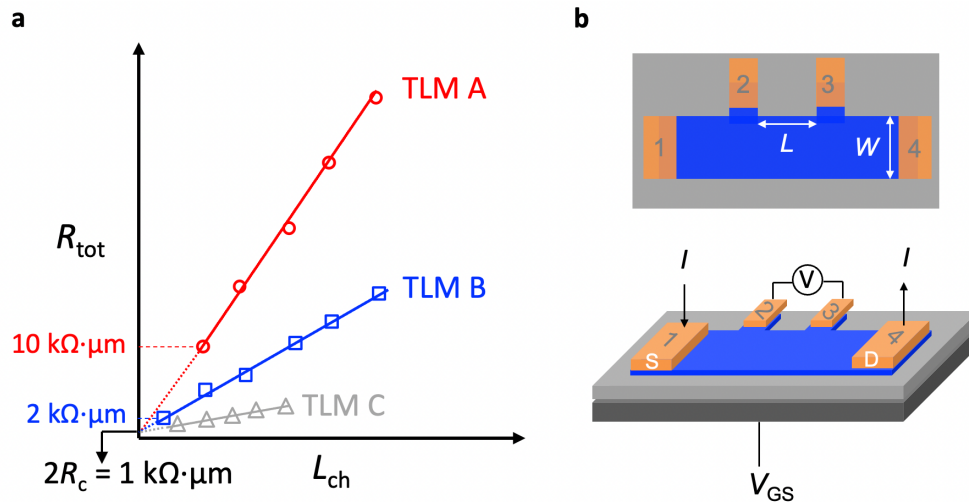 a
TLM A
R_tot
TLM B
10 kΩ·μm
TLM C
2 kΩ·μm
2R_c = 1 kΩ·μm
L_ch
b
2
3
1
L
W
4
I
I
V
2
3
1
4
S
D
V_GS